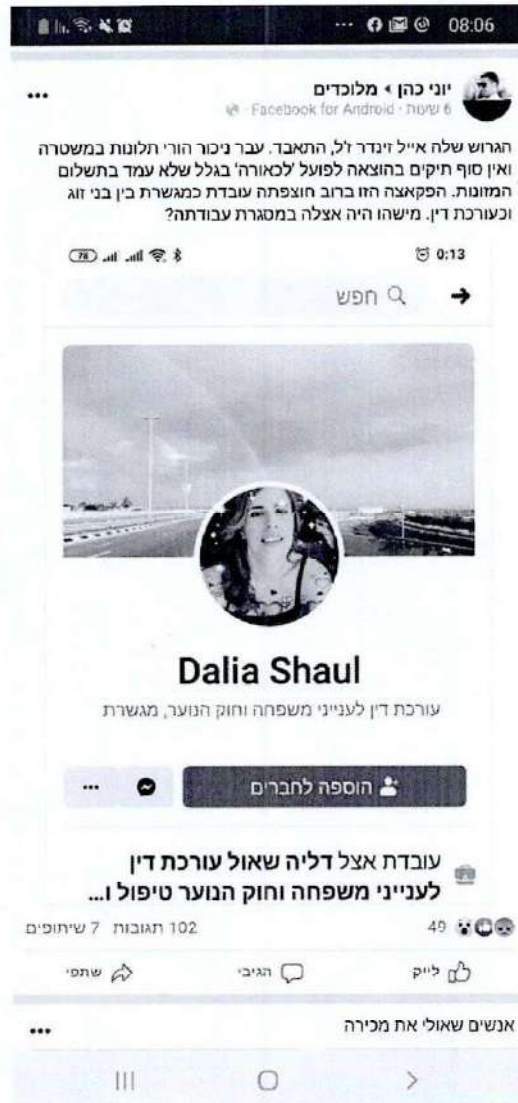 08:06
יוני כהן ‏◂ מלוכדים
6 שעות · Facebook for Android
הגרוש שלה אייל זינדר ז'ל, התאבד. עבר ניכור הורי תלונות במשטרה
ואין סוף תיקים בהוצאה לפועל 'לכאורה' בגלל שלא עמד בתשלום
המזונות. הפקאצה הזו ברוב חוצפתה עובדת כמגשרת בין בני זוג
וכעורכת דין. מישהו היה אצלה במסגרת עבודתה?
0:13
78
חפש
Dalia Shaul
עורכת דין לענייני משפחה וחוק הנוער, מגשרת
הוספה לחברים
עובדת אצל דליה שאול עורכת דין
לענייני משפחה וחוק הנוער טיפול ו...
49
102 תגובות 7 שיתופים
לייק
הגיבי
שתפי
אנשים שאולי את מכירה